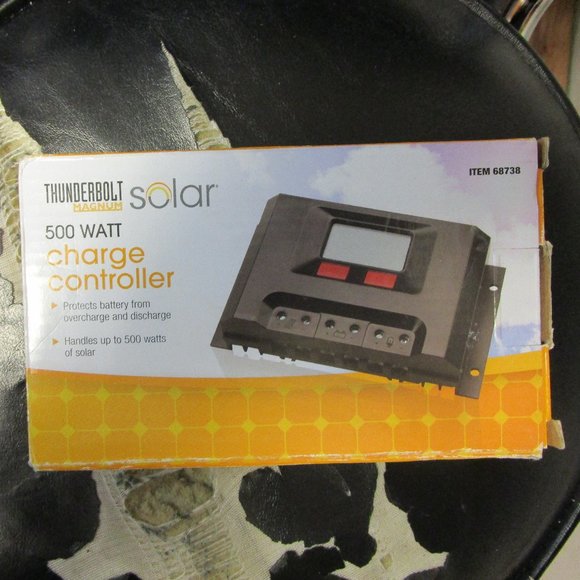 THUNDERBOLT
MAGNUM
solar
ITEM 68738
500 WATT
charge
controller
Protects battery from
overcharge and discharge
Handles up to 500 watts
of solar